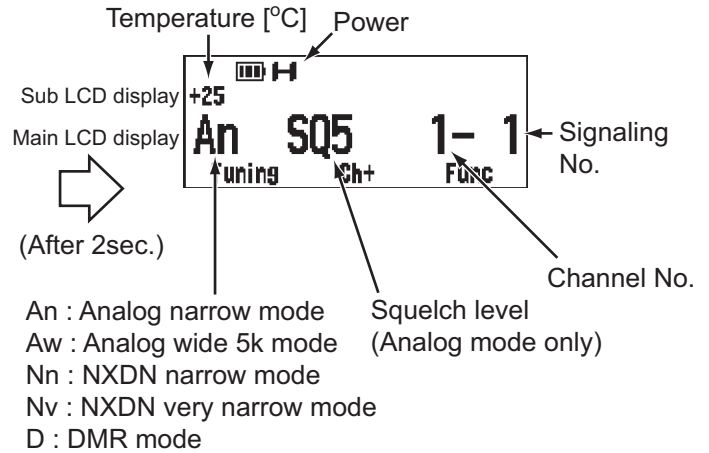 Temperature [°C]
Power
Sub LCD display
+25
Main LCD display
An SQ5 1- 1
Signaling
No.
Tuning Ch+ Func
(After 2sec.)
Channel No.
An : Analog narrow mode
Aw : Analog wide 5k mode
Nn : NXDN narrow mode
Nv : NXDN very narrow mode
D : DMR mode
Squelch level
(Analog mode only)